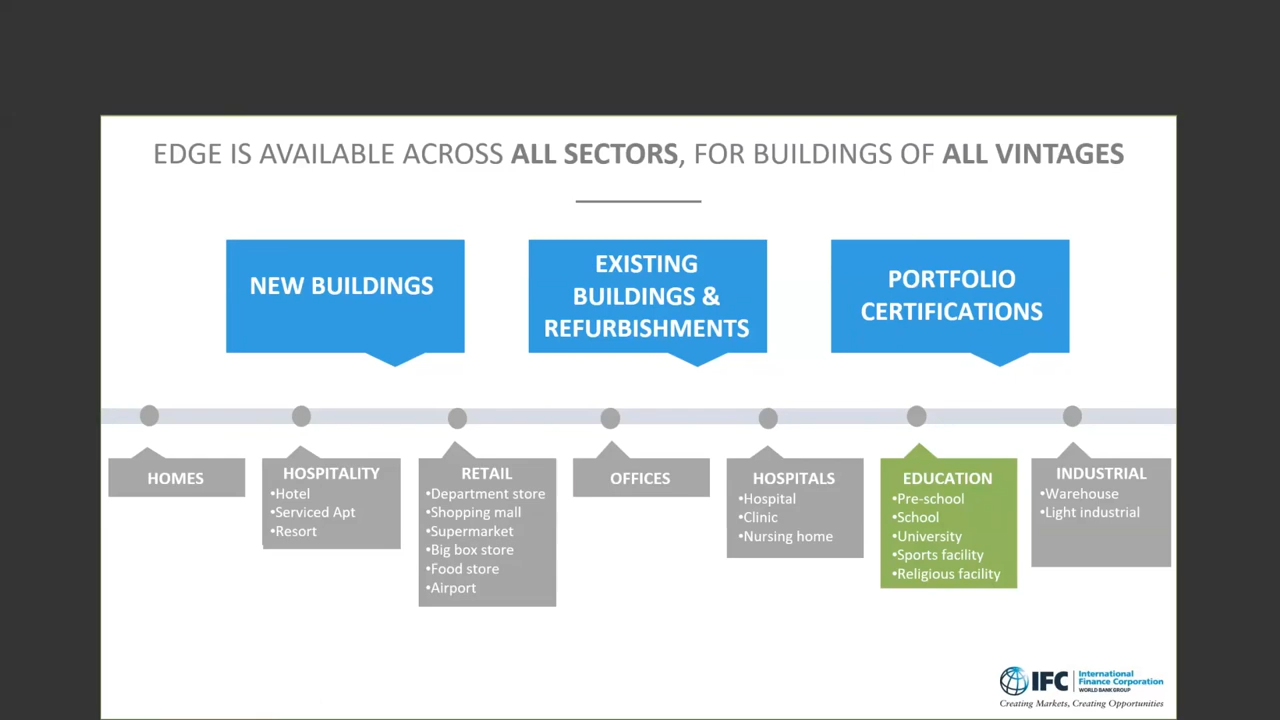 EDGE IS AVAILABLE ACROSS ALL SECTORS, FOR BUILDINGS OF ALL VINTAGES
NEW BUILDINGS
EXISTING
BUILDINGS &
REFURBISHMENTS
PORTFOLIO
CERTIFICATIONS
HOMES
HOSPITALITY
•Hotel
•Serviced Apt
•Resort
RETAIL
•Department store
•Shopping mall
•Supermarket
•Big box store
•Food store
•Airport
OFFICES
HOSPITALS
•Hospital
•Clinic
•Nursing home
EDUCATION
•Pre-school
•School
•University
•Sports facility
•Religious facility
INDUSTRIAL
•Warehouse
•Light industrial
IFC
International
Finance Corporation
WORLD BANK GROUP
Creating Markets, Creating Opportunities